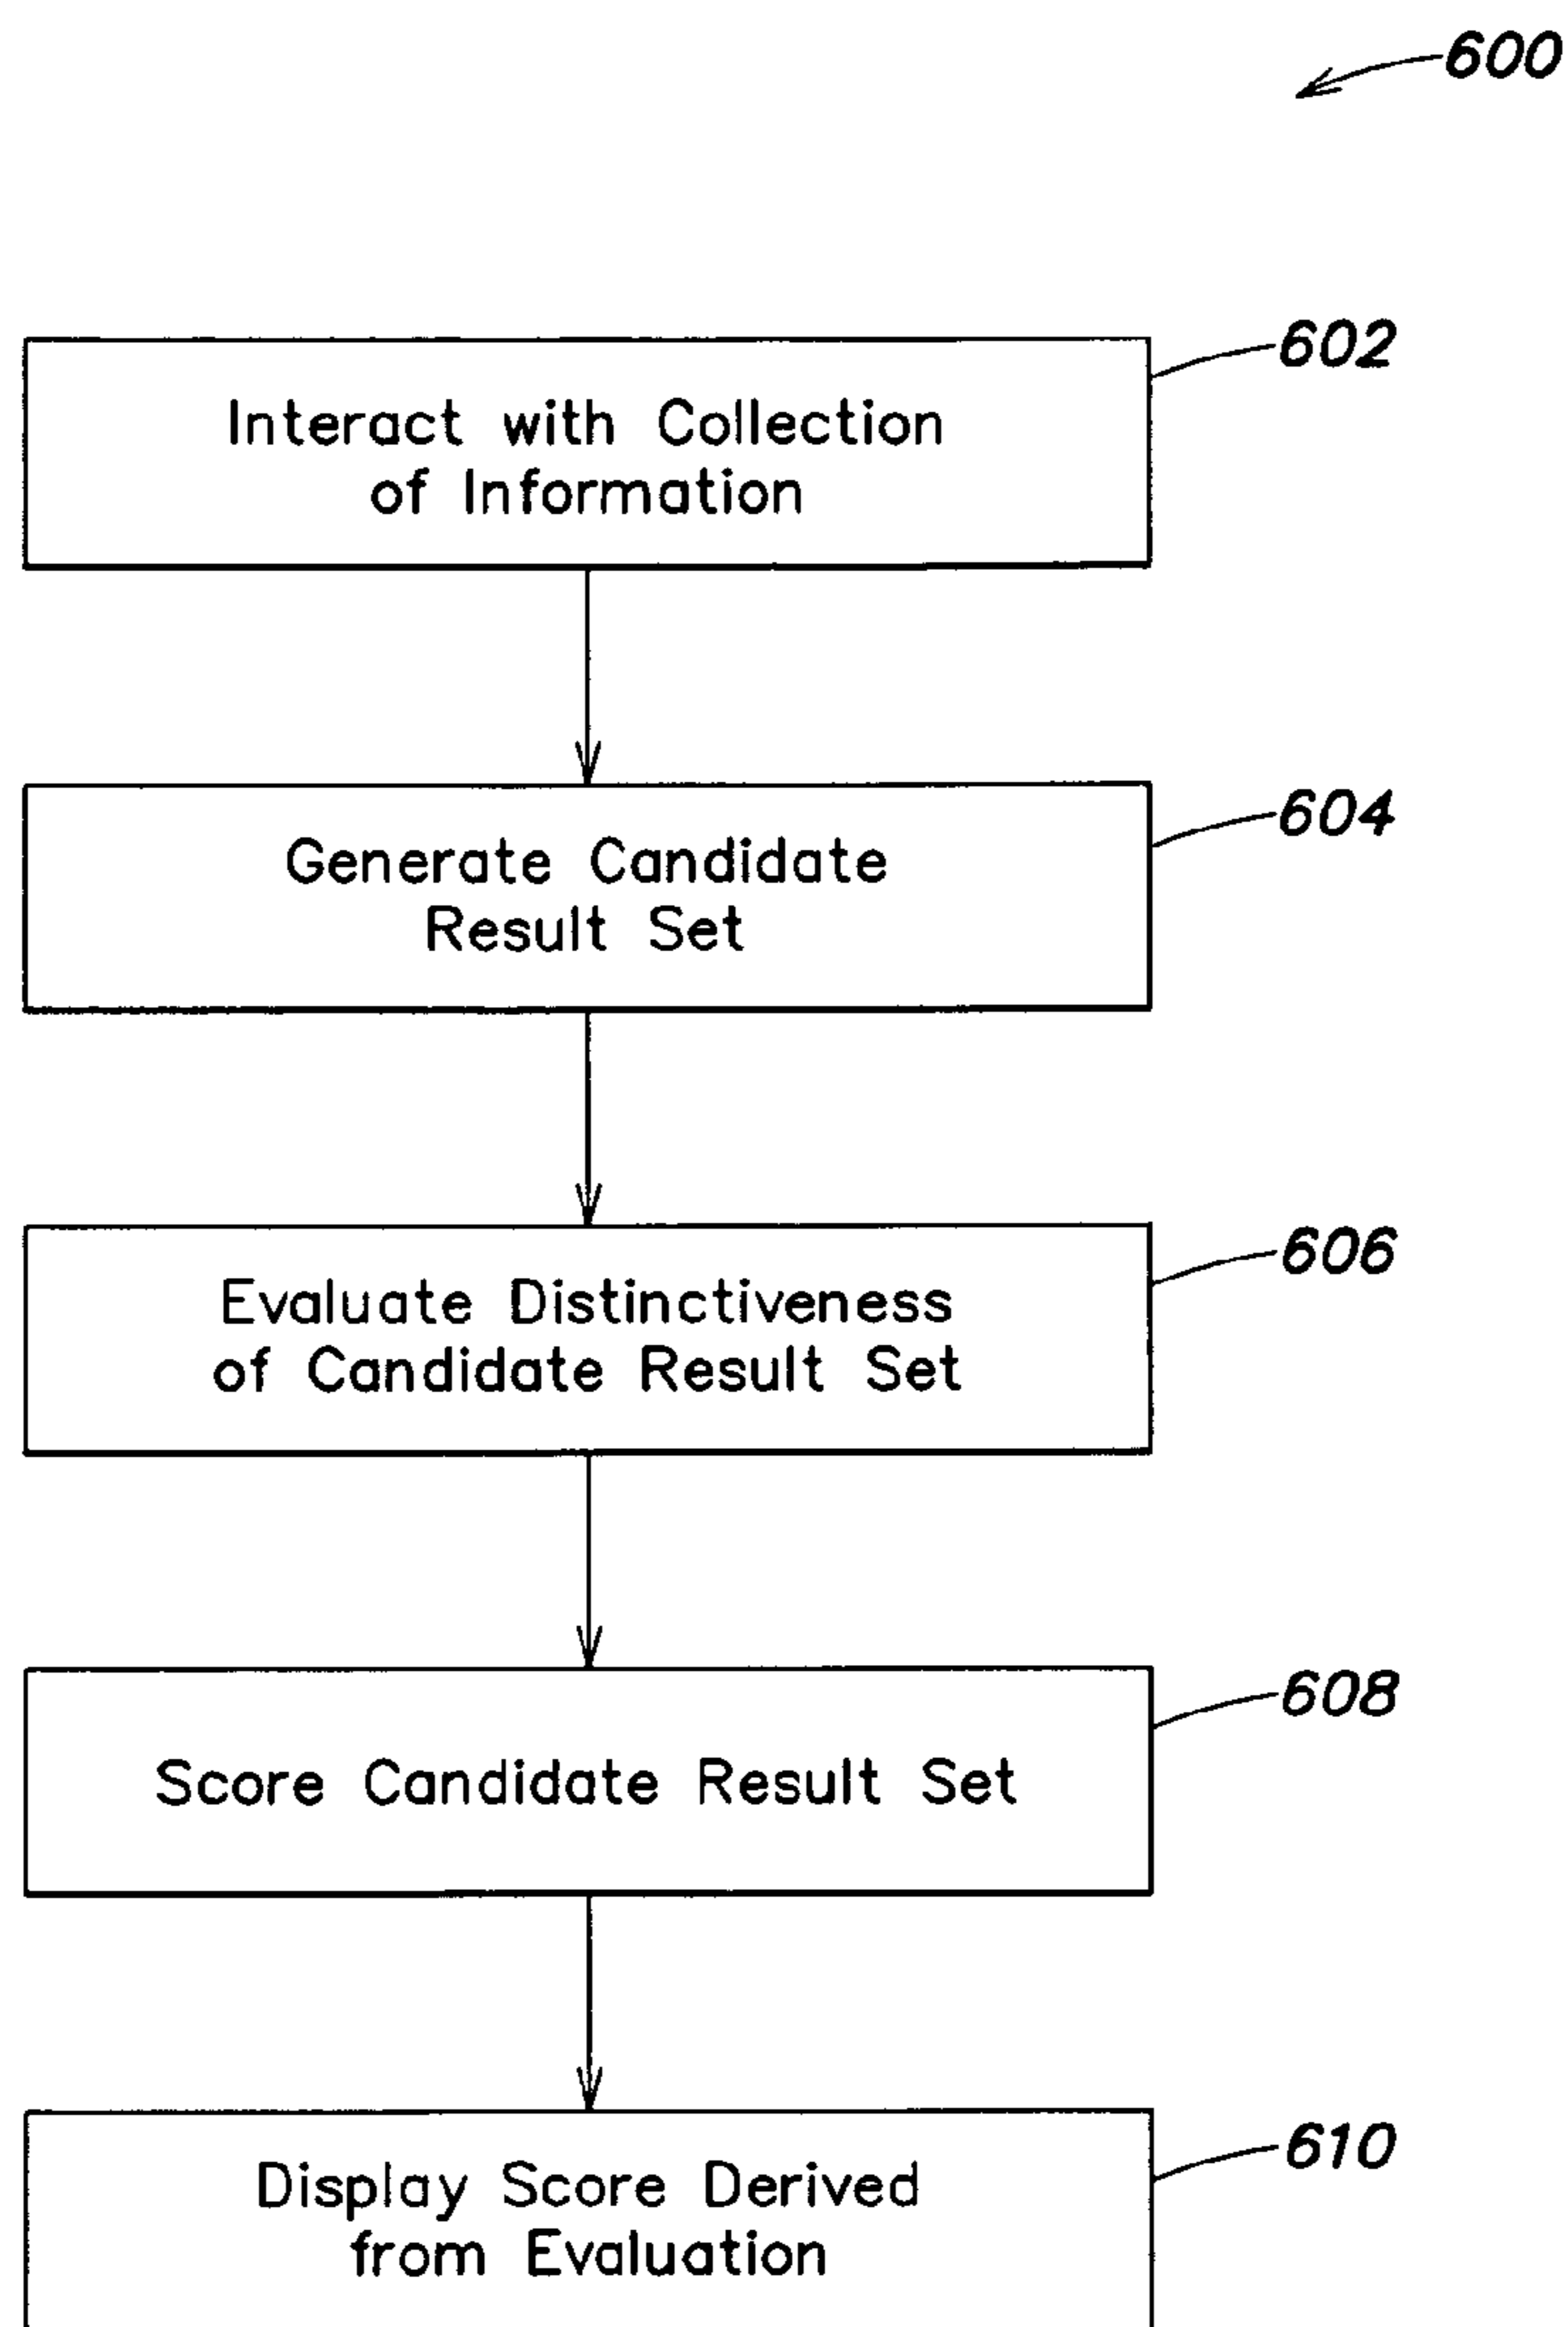 600
602
Interact with Collection
of Information
604
Generate Candidate
Result Set
606
Evaluate Distinctiveness
of Candidate Result Set
608
Score Candidate Result Set
610
Display Score Derived
from Evaluation